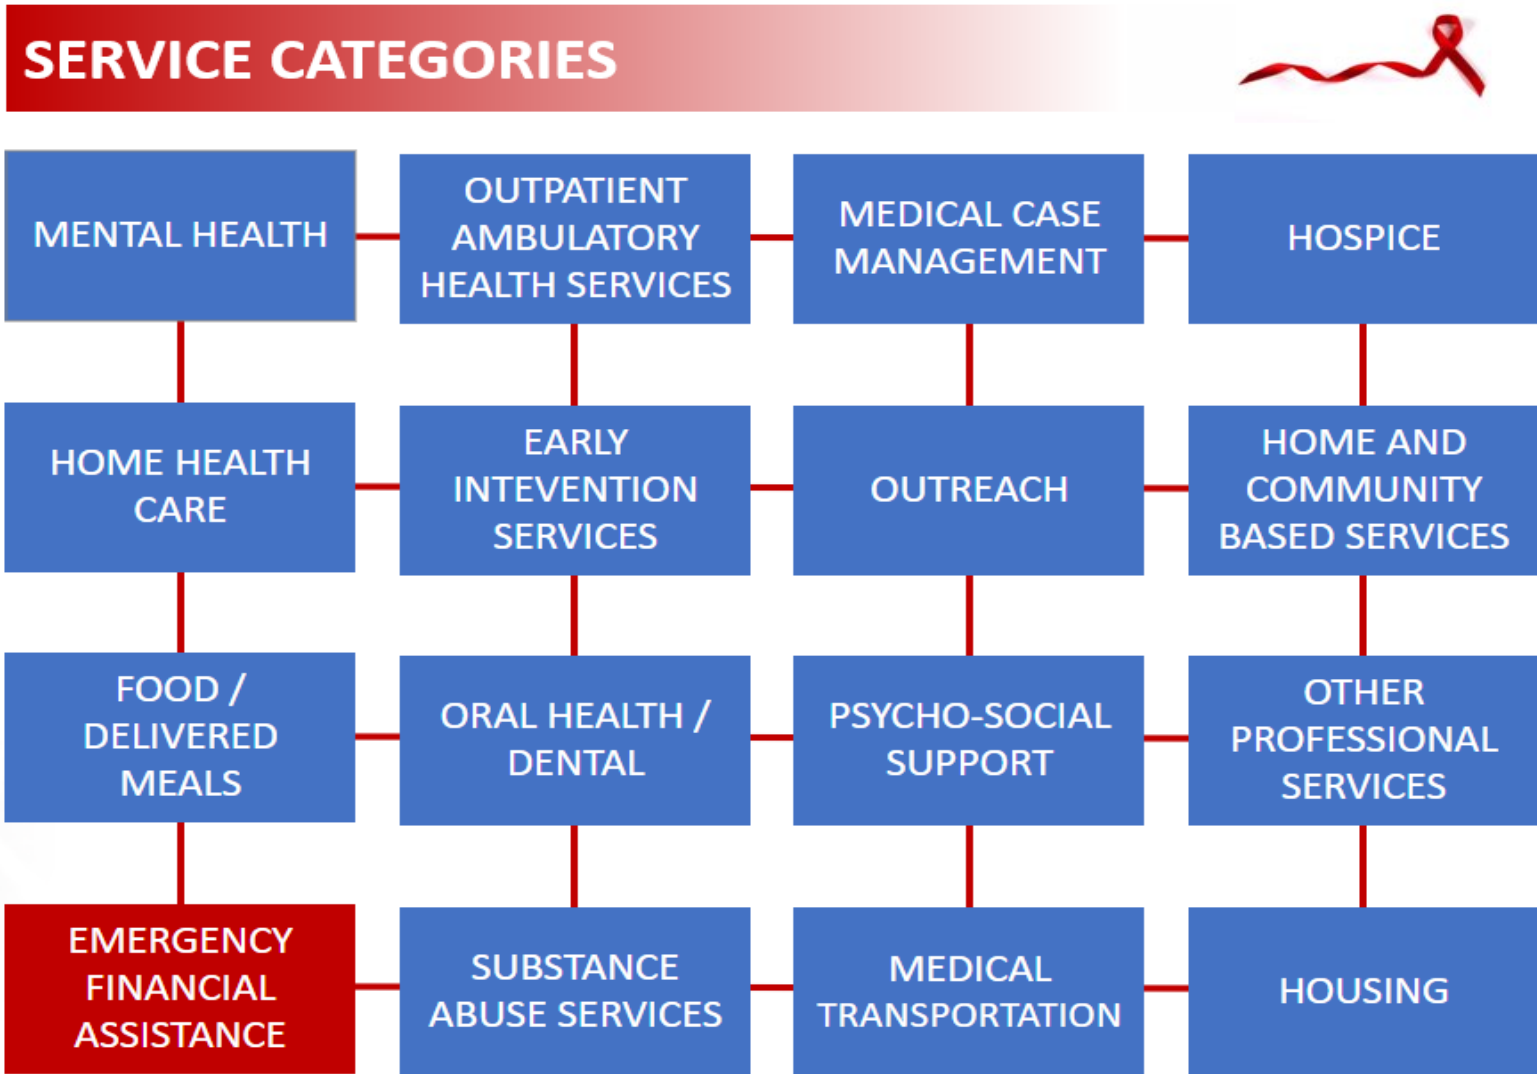 SERVICE CATEGORIES
MENTAL HEALTH
OUTPATIENT
AMBULATORY
HEALTH SERVICES
MEDICAL CASE
MANAGEMENT
HOSPICE
HOME HEALTH
CARE
EARLY
INTEVENTION
SERVICES
OUTREACH
HOME AND
COMMUNITY
BASED SERVICES
FOOD /
DELIVERED
MEALS
ORAL HEALTH /
DENTAL
PSYCHO-SOCIAL
SUPPORT
OTHER
PROFESSIONAL
SERVICES
EMERGENCY
FINANCIAL
ASSISTANCE
SUBSTANCE
ABUSE SERVICES
MEDICAL
TRANSPORTATION
HOUSING